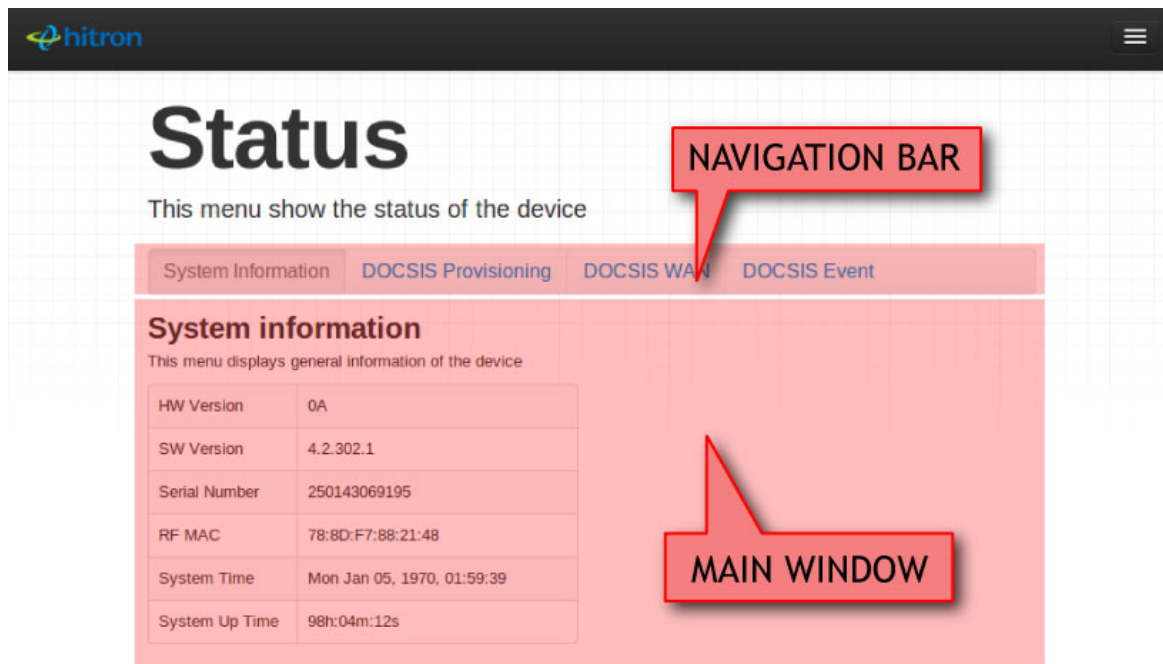 hitron
Status
NAVIGATION BAR
This menu show the status of the device
System Information DOCSIS Provisioning DOCSIS WAN DOCSIS Event
System information
This menu displays general information of the device
HW Version 0A
SW Version 4.2.302.1
Serial Number 250143069195
RF MAC 78:8D:F7:88:21:48
System Time Mon Jan 05, 1970, 01:59:39
System Up Time 98h:04m:12s
MAIN WINDOW